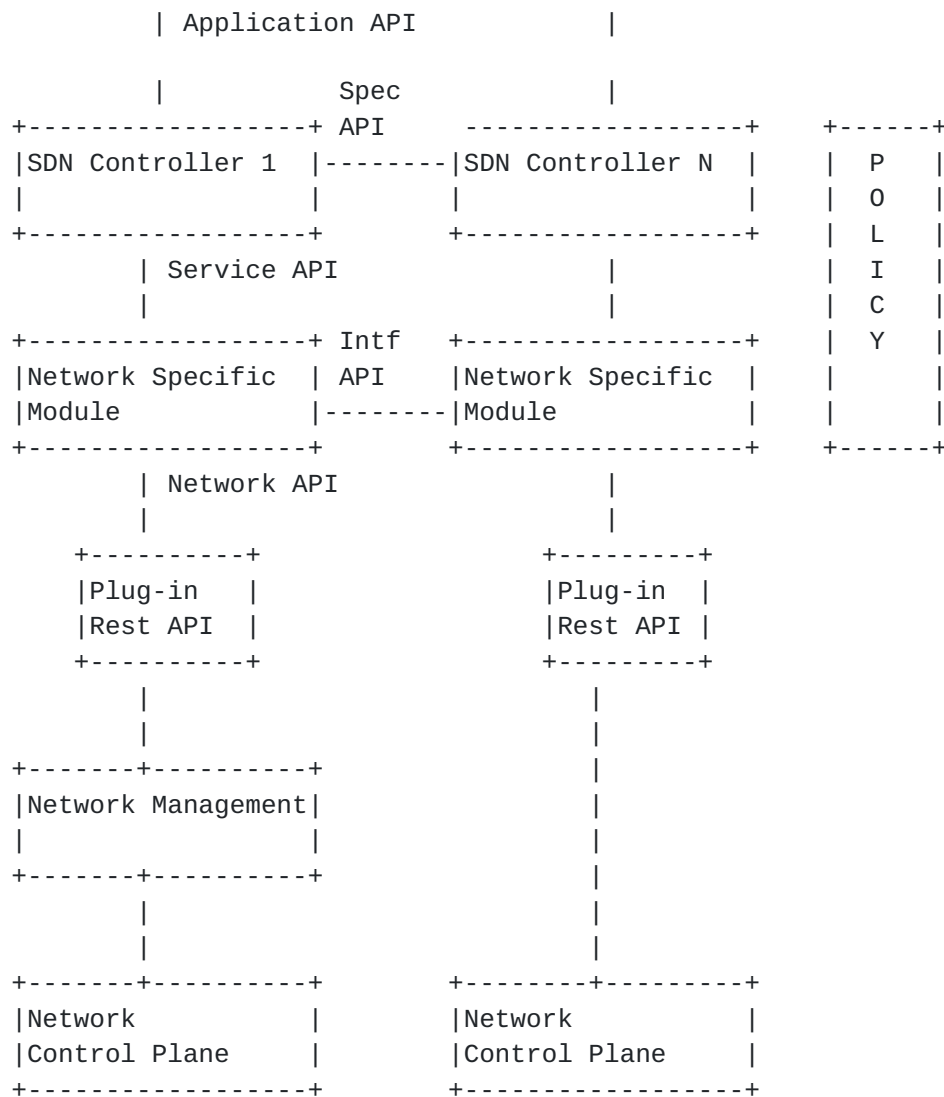 Application API
Spec
API
SDN Controller 1 SDN Controller N P
O
L
Service API I
C
Intf Y
Network Specific API Network Specific
Module Module
Network API
Plug-in Plug-in
Rest API Rest API
Network Management
Network Network
Control Plane Control Plane